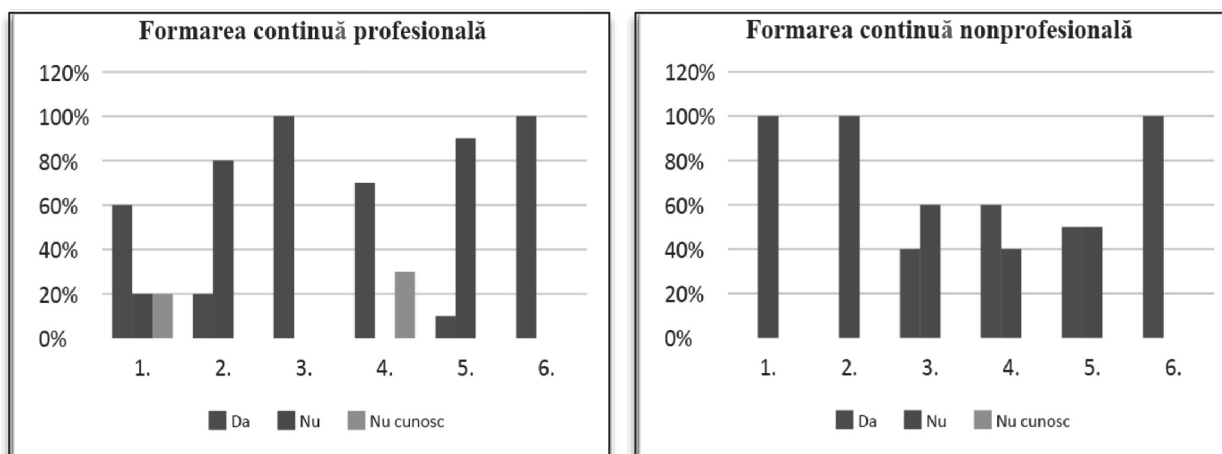 Formarea continuă profesională
120%
100%
80%
60%
40%
20%
0%
1. 2. 3. 4. 5. 6.
Da Nu Nu cunosc
Formarea continuă nonprofesională
120%
100%
80%
60%
40%
20%
0%
1. 2. 3. 4. 5. 6.
Da Nu Nu cunosc